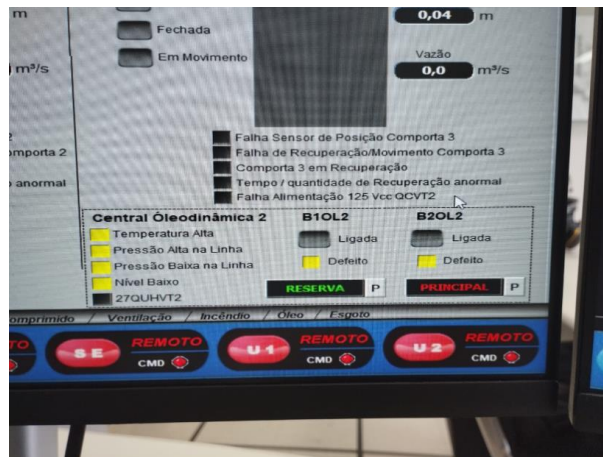 m
0,04 m
Fechada
Em Movimento
Vazão
m³/s
0,0 m³/s
Falha Sensor de Posição Comporta 3
omporta 2
Falha de Recuperação/Movimento Comporta 3
Comporta 3 em Recuperação
anormal
Tempo / quantidade de Recuperação anormal
Falha Alimentação 125 Vcc QCVT2
Central Óleodinâmica 2
B1OL2
B2OL2
Temperatura Alta
Ligada
Ligada
Pressão Alta na Linha
Pressão Baixa na Linha
Defeito
Defeito
Nível Baixo
RESERVA P
PRINCIPAL P
27QUHVT2
omprimido / Ventilação / Incêndio / Óleo / Esgoto
TO
S E
REMOTO
CMD
U 1
REMOTO
CMD
U 2
REMOTO
CMD